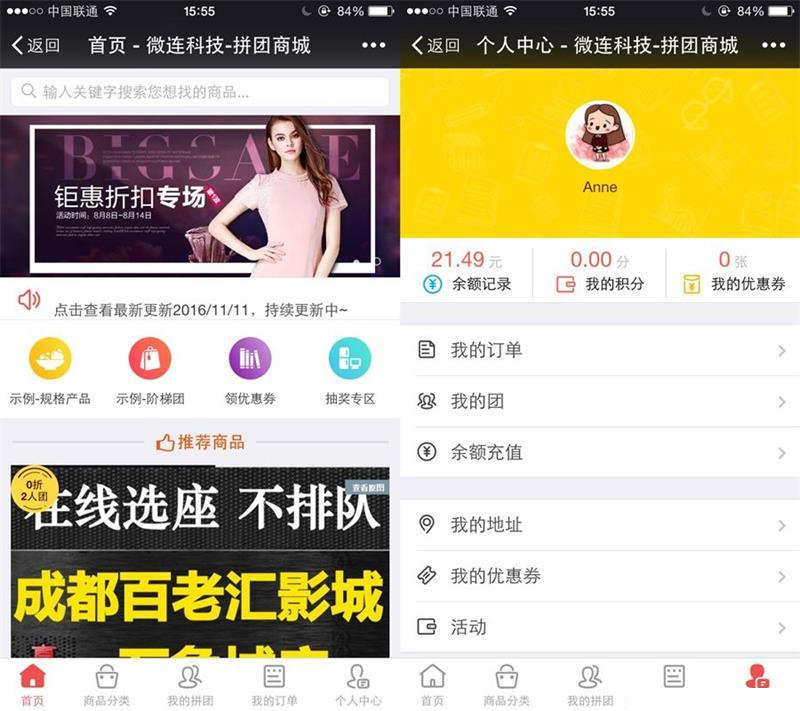 中国联通 15:55 84%
返回 首页 - 微连科技-拼团商城
输入关键字搜索您想找的商品...
BIG SALE
钜惠折扣专场
活动时间：8月8日~8月14日
点击查看最新更新2016/11/11，持续更新中~
示例-规格产品 示例-阶梯团 领优惠券 抽奖专区
推荐商品
0折
2人团
查看原图
在线选座 不排队
成都百老汇影城
首页 商品分类 我的拼团 我的订单 个人中心
中国联通 15:55 84%
返回 个人中心 - 微连科技-拼团商城
Anne
21.49 元 0.00 分 0 张
余额记录 我的积分 我的优惠券
我的订单
我的团
余额充值
我的地址
我的优惠券
活动
首页 商品分类 我的拼团